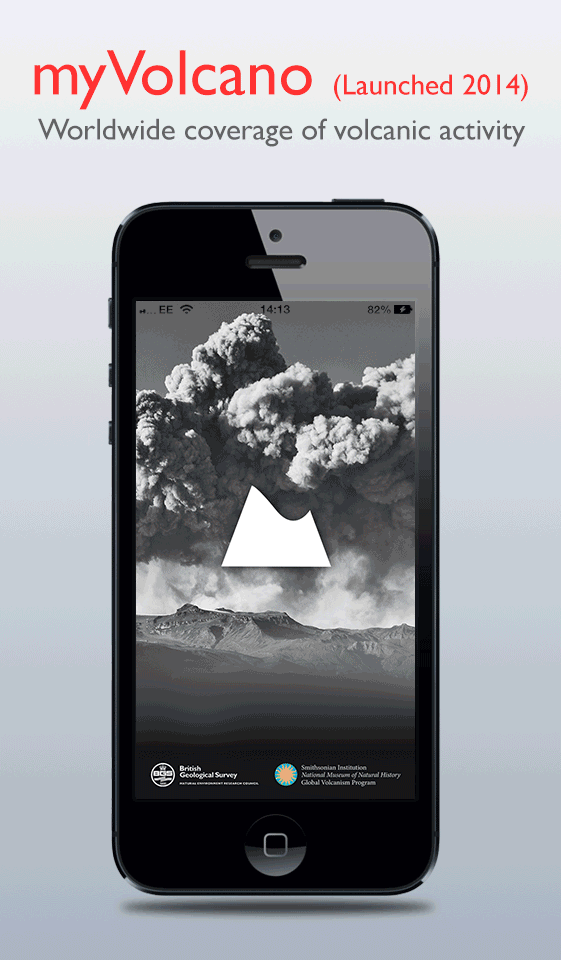 myVolcano (Launched 2014)
Worldwide coverage of volcanic activity
EE 14:13 82%
British
Geological Survey
NATURAL ENVIRONMENT RESEARCH COUNCIL
BGS
Smithsonian Institution
National Museum of Natural History
Global Volcanism Program